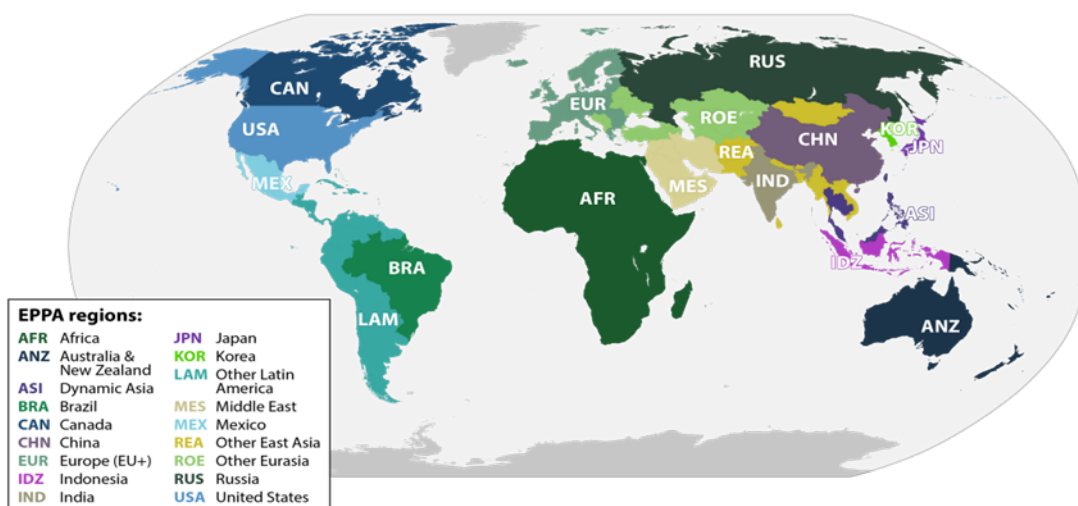 RUS
CAN
EUR
ROE
KOR
USA
CHN
JPN
REA
MEX
MES
IND
AFR
ASI
IDZ
BRA
LAM
ANZ
EPPA regions:
AFR Africa
ANZ Australia &
New Zealand
ASI Dynamic Asia
BRA Brazil
CAN Canada
CHN China
EUR Europe (EU+)
IDZ Indonesia
IND India
JPN Japan
KOR Korea
LAM Other Latin
America
MES Middle East
MEX Mexico
REA Other East Asia
ROE Other Eurasia
RUS Russia
USA United States